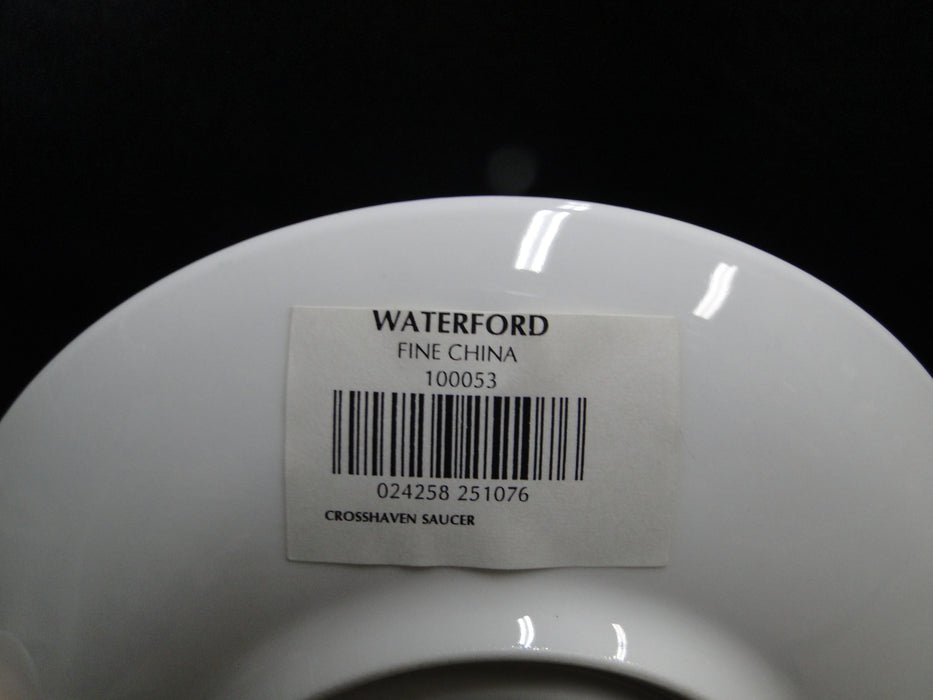 WATERFORD
FINE CHINA
100053
024258 251076
CROSSHAVEN SAUCER